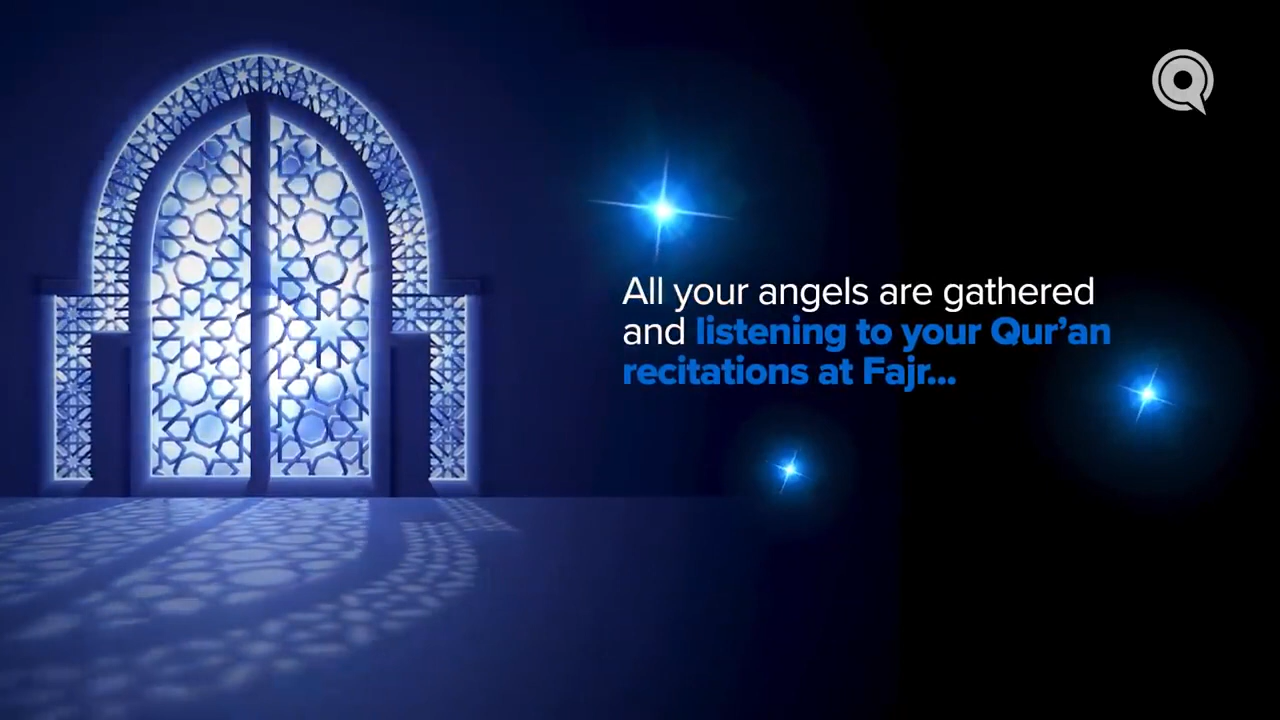 All your angels are gathered
and listening to your Qur’an
recitations at Fajr...